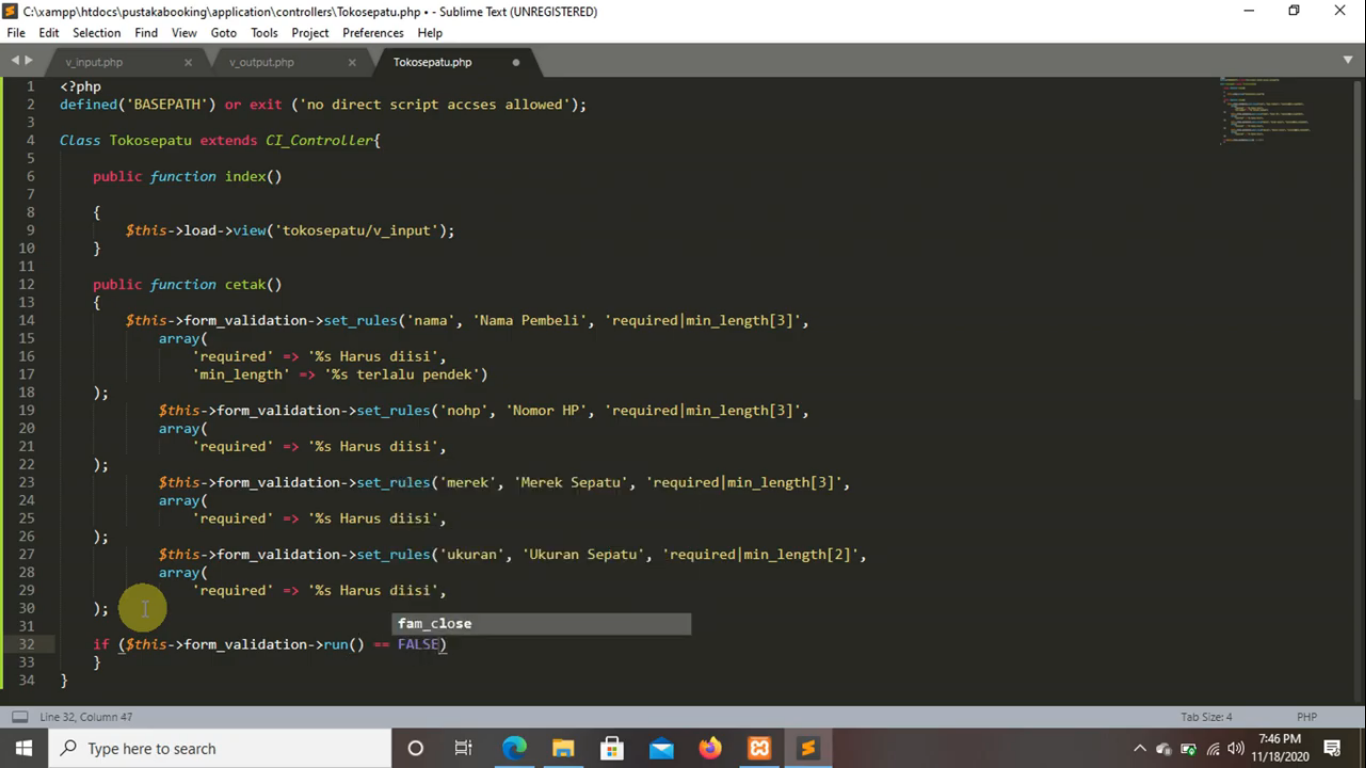 C:\xampp\htdocs\pustakabooking\application\controllers\Tokosepatu.php • - Sublime Text (UNREGISTERED)
File Edit Selection Find View Goto Tools Project Preferences Help
v_input.php v_output.php Tokosepatu.php
1 <?php
2 defined('BASEPATH') or exit ('no direct script accses allowed');
3
4 Class Tokosepatu extends CI_Controller{
5
6 public function index()
7
8 {
9 $this->load->view('tokosepatu/v_input');
10 }
11
12 public function cetak()
13 {
14 $this->form_validation->set_rules('nama', 'Nama Pembeli', 'required|min_length[3]',
15 array(
16 'required' => '%s Harus diisi',
17 'min_length' => '%s terlalu pendek')
18 );
19 $this->form_validation->set_rules('nohp', 'Nomor HP', 'required|min_length[3]',
20 array(
21 'required' => '%s Harus diisi',
22 );
23 $this->form_validation->set_rules('merek', 'Merek Sepatu', 'required|min_length[3]',
24 array(
25 'required' => '%s Harus diisi',
26 );
27 $this->form_validation->set_rules('ukuran', 'Ukuran Sepatu', 'required|min_length[2]',
28 array(
29 'required' => '%s Harus diisi',
30 );
31
fam_close
32 if ($this->form_validation->run() == FALSE)
33 }
34 }
Line 32, Column 47 Tab Size: 4 PHP
Type here to search
7:46 PM
11/18/2020